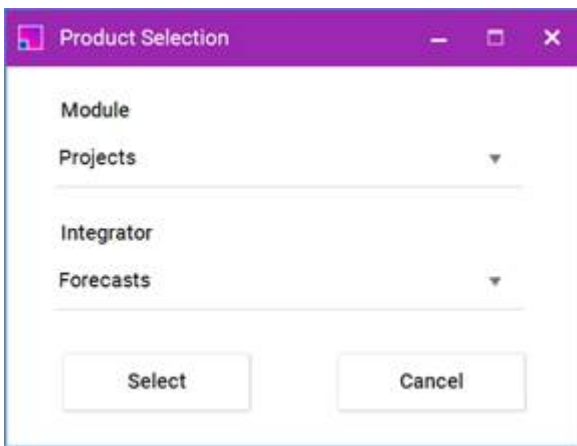 Product Selection
Module
Projects
Integrator
Forecasts
Select Cancel